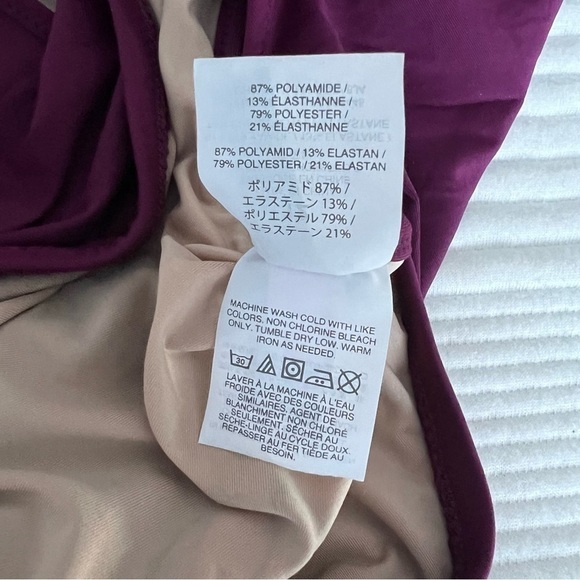 87% POLYAMIDE /
13% ÉLASTHANNE /
79% POLYESTER /
21% ÉLASTHANNE
87% POLYAMID / 13% ELASTAN /
79% POLYESTER / 21% ELASTAN
ポリアミド 87% /
エラステーン 13% /
ポリエステル 79% /
エラステーン 21%
MACHINE WASH COLD WITH LIKE
COLORS. NON CHLORINE BLEACH
ONLY. TUMBLE DRY LOW. WARM
IRON AS NEEDED.
30
LAVER À LA MACHINE À L'EAU
FROIDE AVEC DES COULEURS
SIMILAIRES. AGENT DE
BLANCHIMENT NON CHLORÉ
SEULEMENT. SÉCHER AU
SÈCHE-LINGE AU CYCLE DOUX.
REPASSER AU FER TIÈDE AU
BESOIN.